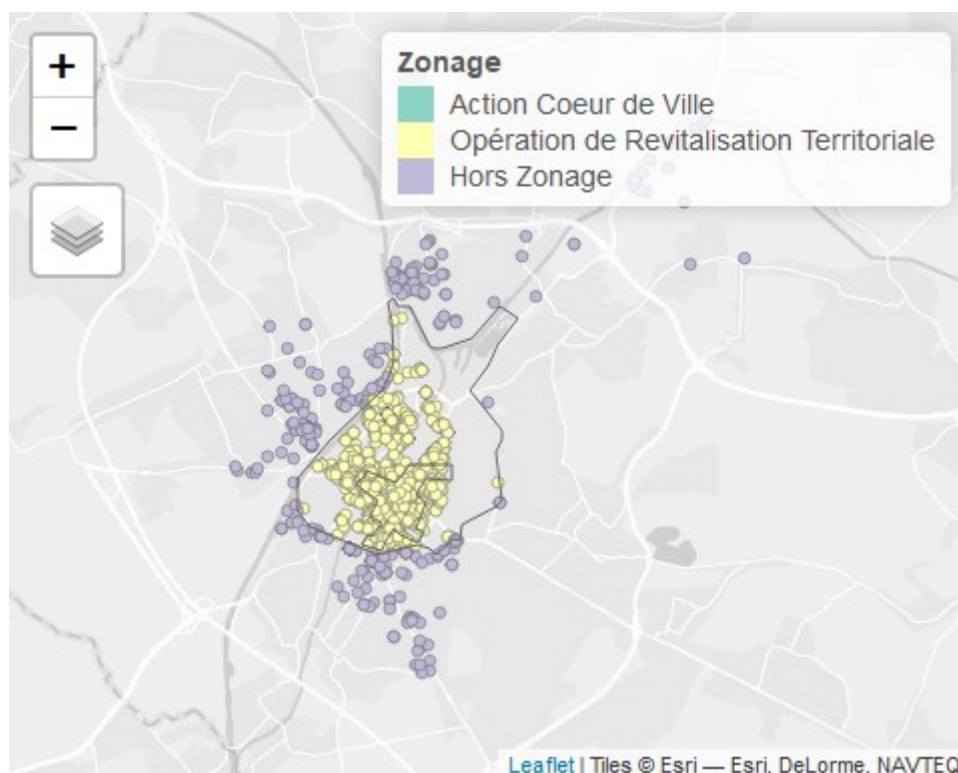 +
−
Zonage
Action Coeur de Ville
Opération de Revitalisation Territoriale
Hors Zonage
Leaflet | Tiles © Esri — Esri, DeLorme, NAVTEQ